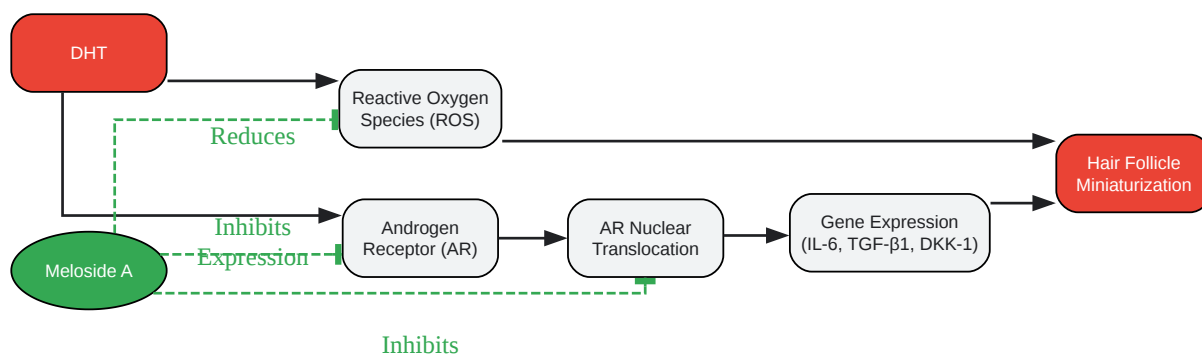 DHT
Reactive Oxygen
Species (ROS)
Reduces
Hair Follicle
Miniaturization
Androgen
Receptor (AR)
AR Nuclear
Translocation
Gene Expression
(IL-6, TGF-β1, DKK-1)
Inhibits
Expression
Meloside A
Inhibits